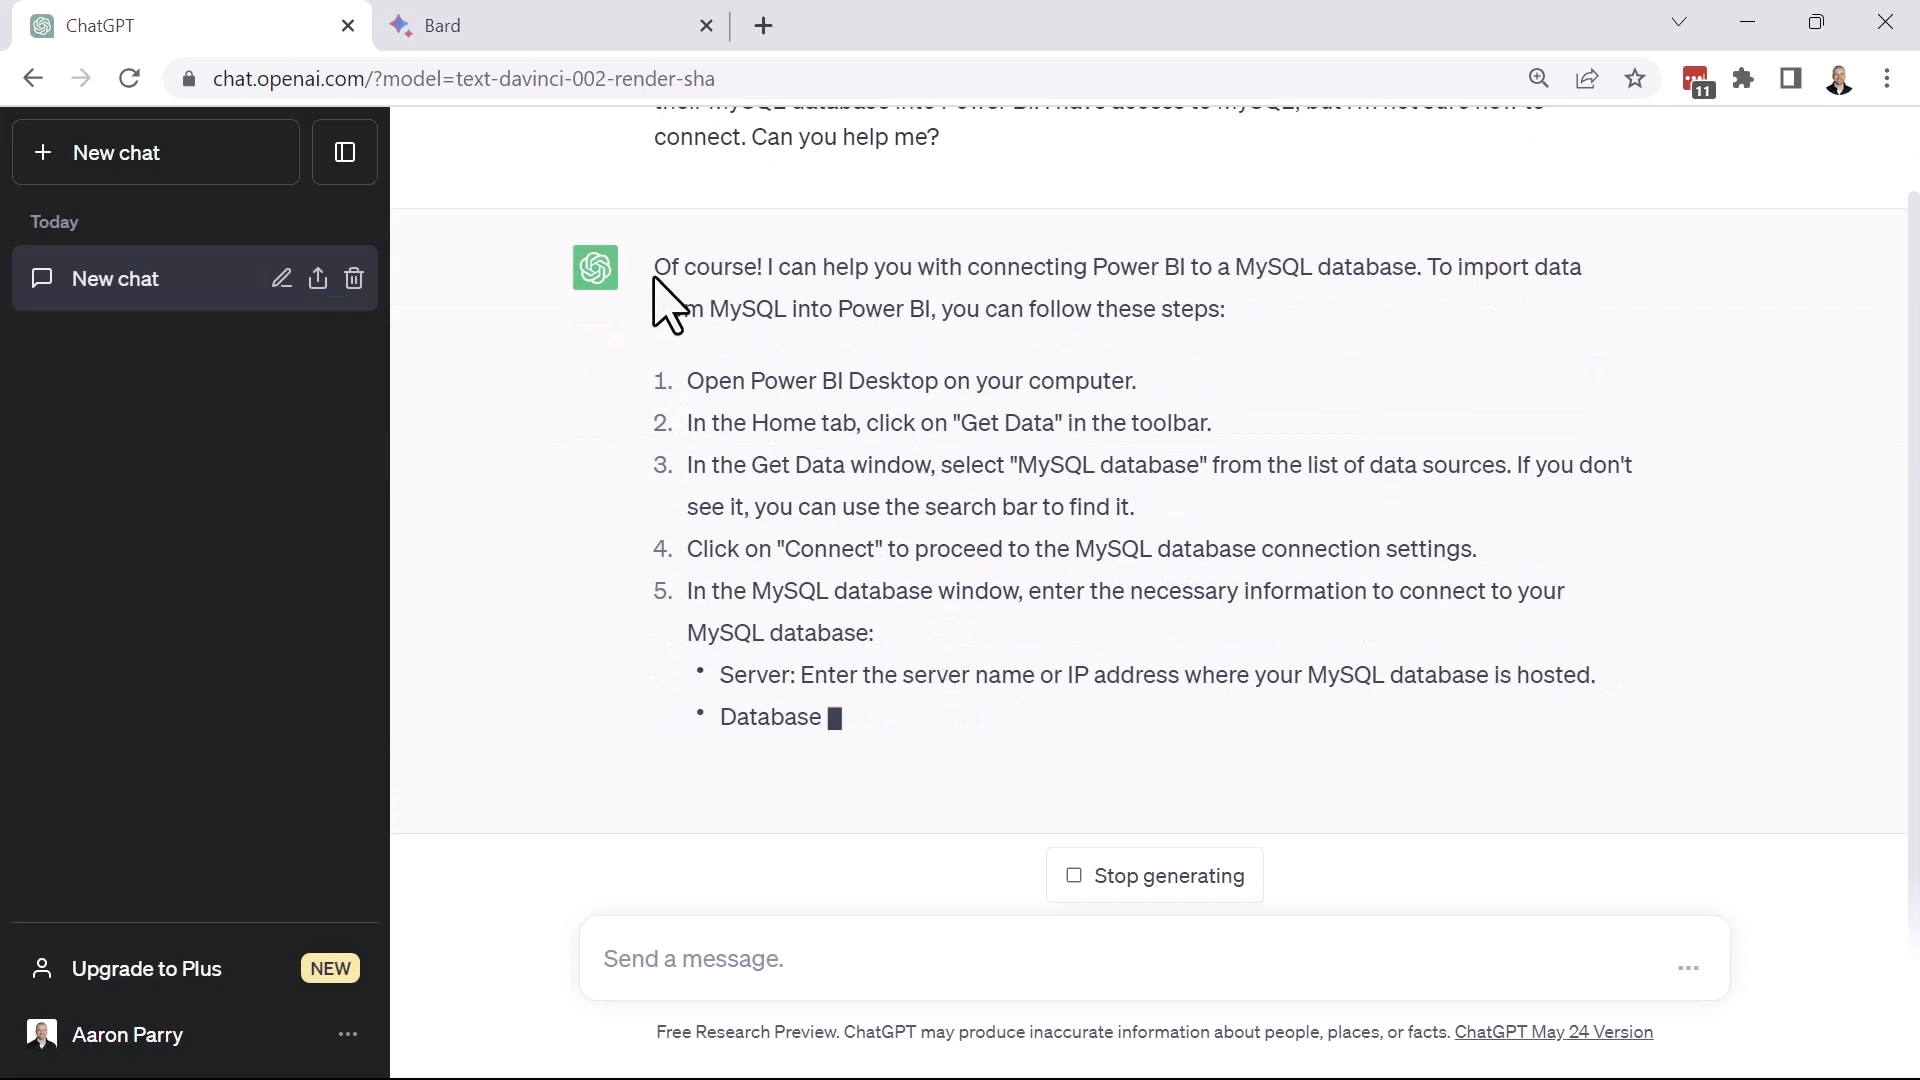 ChatGPT
Bard
chat.openai.com/?model=text-davinci-002-render-sha
11
New chat
Today
New chat
connect. Can you help me?
Of course! I can help you with connecting Power BI to a MySQL database. To import data
MySQL into Power BI, you can follow these steps:
1. Open Power BI Desktop on your computer.
2. In the Home tab, click on "Get Data" in the toolbar.
3. In the Get Data window, select "MySQL database" from the list of data sources. If you don't
see it, you can use the search bar to find it.
4. Click on "Connect" to proceed to the MySQL database connection settings.
5. In the MySQL database window, enter the necessary information to connect to your
MySQL database:
• Server: Enter the server name or IP address where your MySQL database is hosted.
• Database
Stop generating
Send a message.
Upgrade to Plus NEW
Aaron Parry
Free Research Preview. ChatGPT may produce inaccurate information about people, places, or facts. ChatGPT May 24 Version